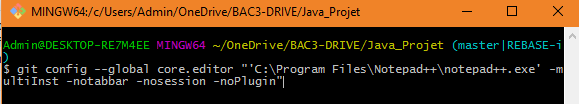 MINGW64:/c/Users/Admin/OneDrive/BAC3-DRIVE/Java_Projet
Admin@DESKTOP-RE7M4EE MINGW64 ~/OneDrive/BAC3-DRIVE/Java_Projet (master|REBASE-i
)
$ git config --global core.editor "'C:\Program Files\Notepad++\notepad++.exe' -m
ultiInst -notabbar -nosession -noPlugin"